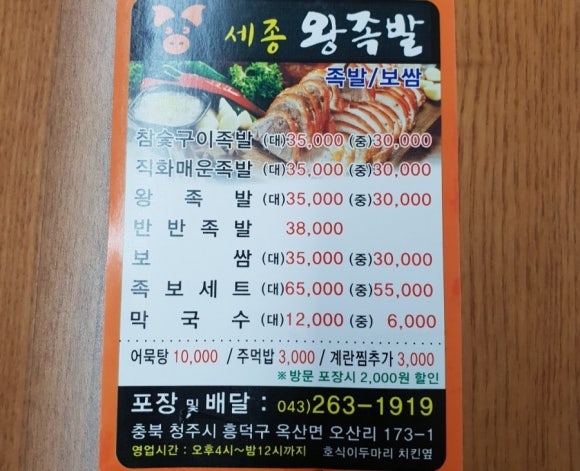 세종 왕족발
족발/보쌈
참숯구이족발 (대)35,000 (중)30,000
직화매운족발 (대)35,000 (중)30,000
왕 족 발 (대)35,000 (중)30,000
반 반 족 발 38,000
보 쌈 (대)35,000 (중)30,000
족 보 세 트 (대)65,000 (중)55,000
막 국 수 (대)12,000 (중) 6,000
어묵탕 10,000 / 주먹밥 3,000 / 계란찜추가 3,000
※방문 포장시 2,000원 할인
포장 및 배달 : 043)263-1919
충북 청주시 흥덕구 옥산면 오산리 173-1
영업시간 : 오후4시~밤12시까지 호식이두마리 치킨옆